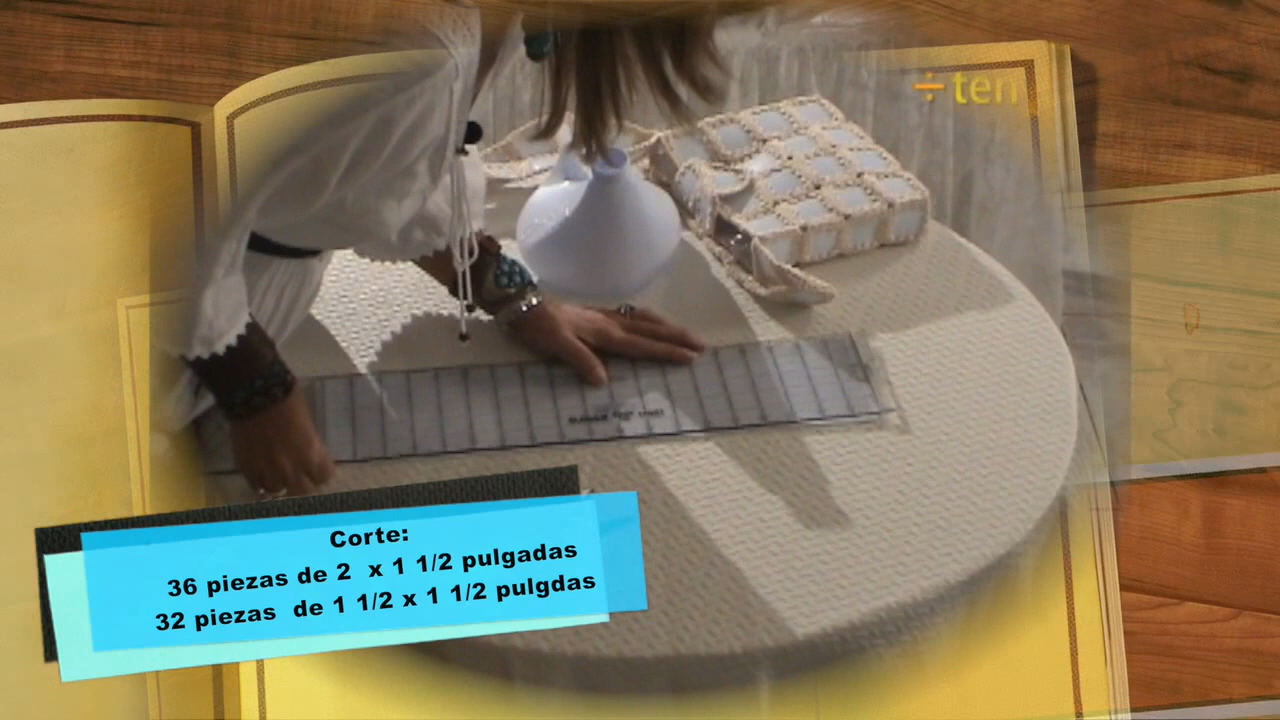 ÷ten
Corte:
36 piezas de 2 x 1 1/2 pulgadas
32 piezas de 1 1/2 x 1 1/2 pulgdas